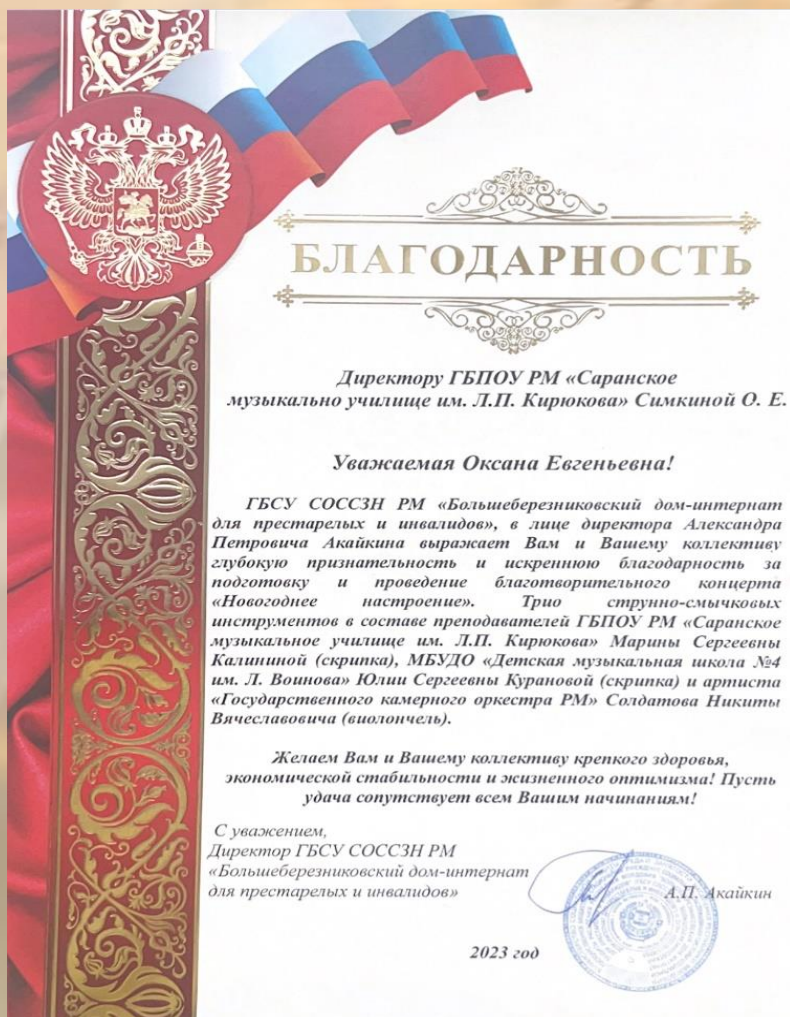 БЛАГОДАРНОСТЬ
Директору ГБПОУ РМ «Саранское
музыкально училище им. Л.П. Кирюкова» Симкиной О. Е.
Уважаемая Оксана Евгеньевна!
ГБСУ СОССЗН РМ «Большеберезниковский дом-интернат
для престарелых и инвалидов», в лице директора Александра
Петровича Акайкина выражает Вам и Вашему коллективу
глубокую признательность и искреннюю благодарность за
подготовку и проведение благотворительного концерта
«Новогоднее настроение». Трио струнно-смычковых
инструментов в составе преподавателей ГБПОУ РМ «Саранское
музыкальное училище им. Л.П. Кирюкова» Марины Сергеевны
Калининой (скрипка), МБУДО «Детская музыкальная школа №4
им. Л. Воинова» Юлии Сергеевны Курановой (скрипка) и артиста
«Государственного камерного оркестра РМ» Солдатова Никиты
Вячеславовича (виолончель).
Желаем Вам и Вашему коллективу крепкого здоровья,
экономической стабильности и жизненного оптимизма! Пусть
удача сопутствует всем Вашим начинаниям!
С уважением,
Директор ГБСУ СОССЗН РМ
«Большеберезниковский дом-интернат
для престарелых и инвалидов» А.П. Акайкин
2023 год